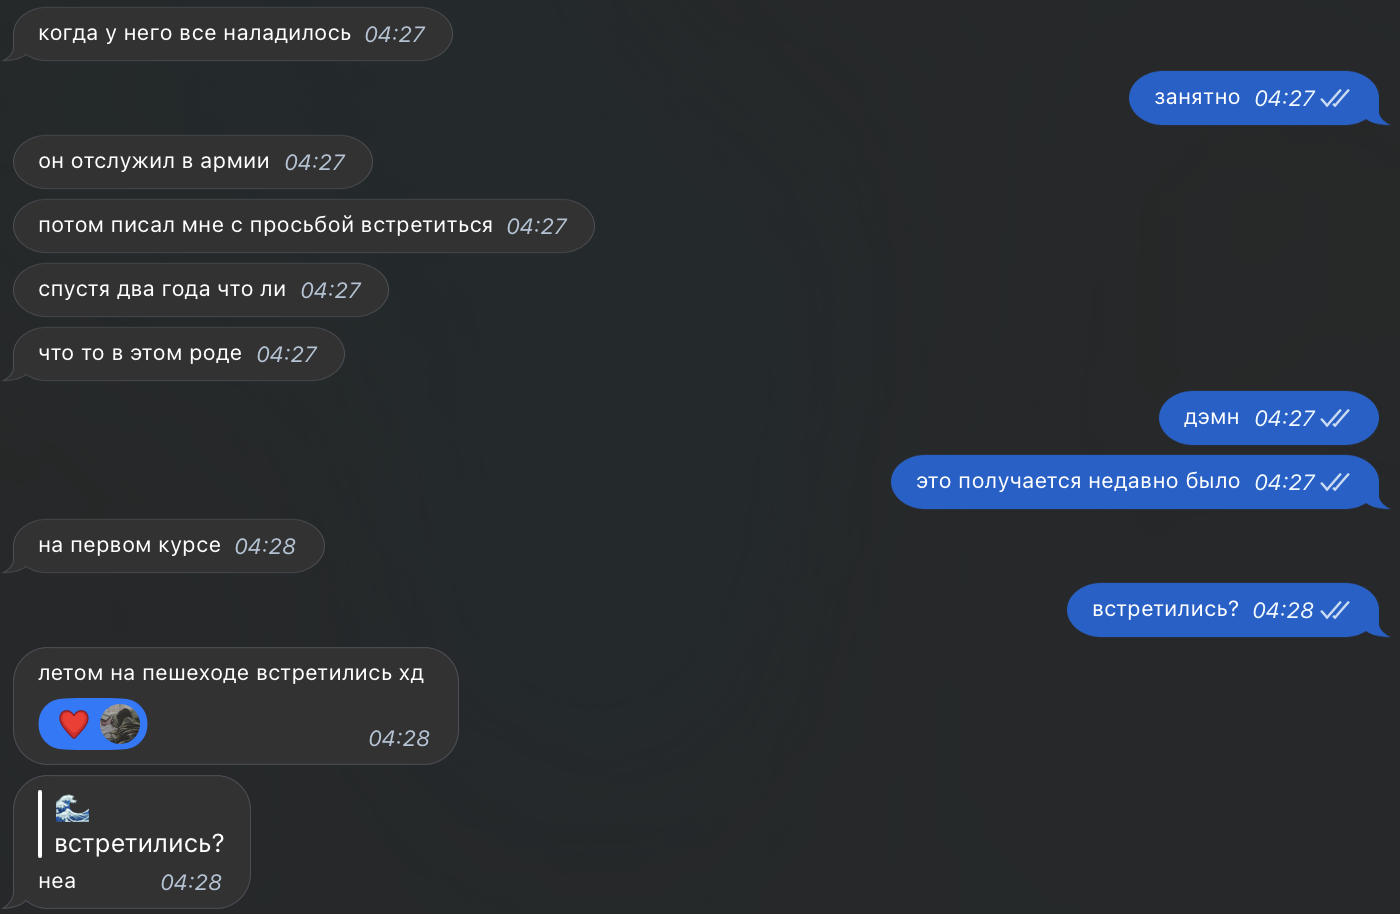 когда у него все наладилось 04:27
занятно 04:27
он отслужил в армии 04:27
потом писал мне с просьбой встретиться 04:27
спустя два года что ли 04:27
что то в этом роде 04:27
дэмн 04:27
это получается недавно было 04:27
на первом курсе 04:28
встретились? 04:28
летом на пешеходе встретились хд
04:28
🌊
встретились?
неа 04:28